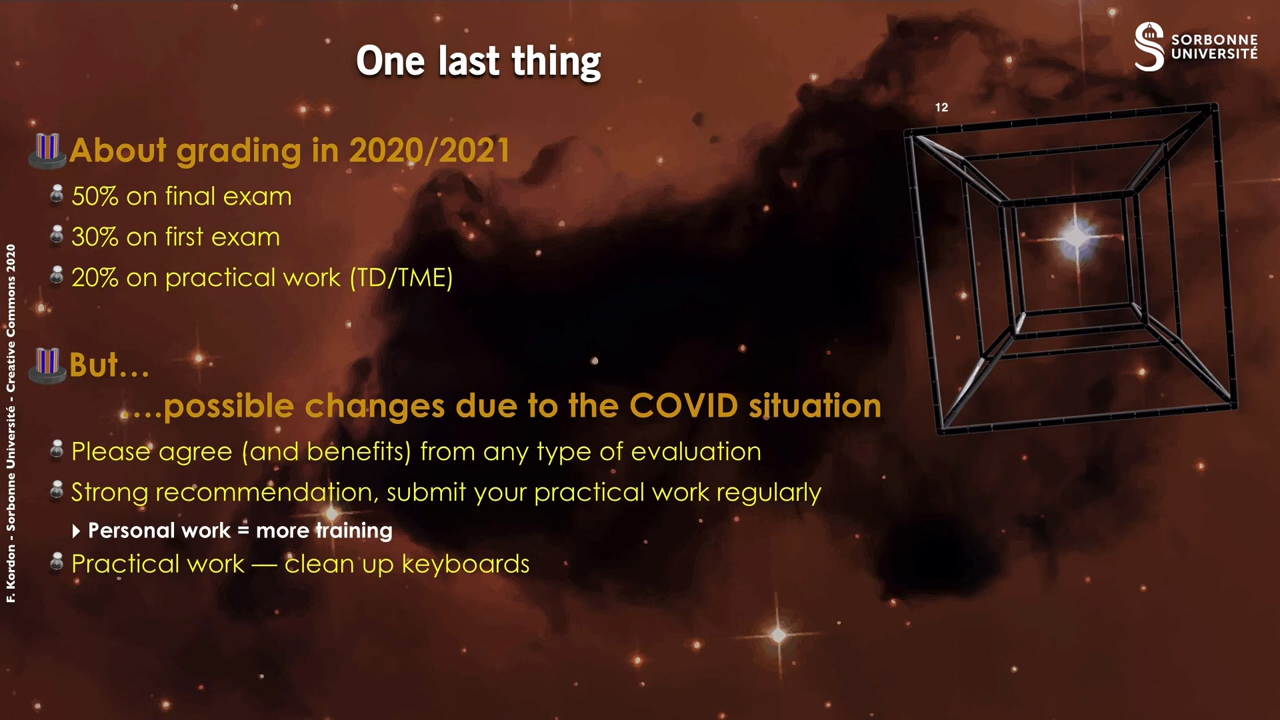 One last thing
SORBONNE
UNIVERSITÉ
12
About grading in 2020/2021
50% on final exam
30% on first exam
20% on practical work (TD/TME)
But…
…possible changes due to the COVID situation
Please agree (and benefits) from any type of evaluation
Strong recommendation, submit your practical work regularly
Personal work = more training
Practical work — clean up keyboards
F. Kordon - Sorbonne Université - Creative Commons 2020